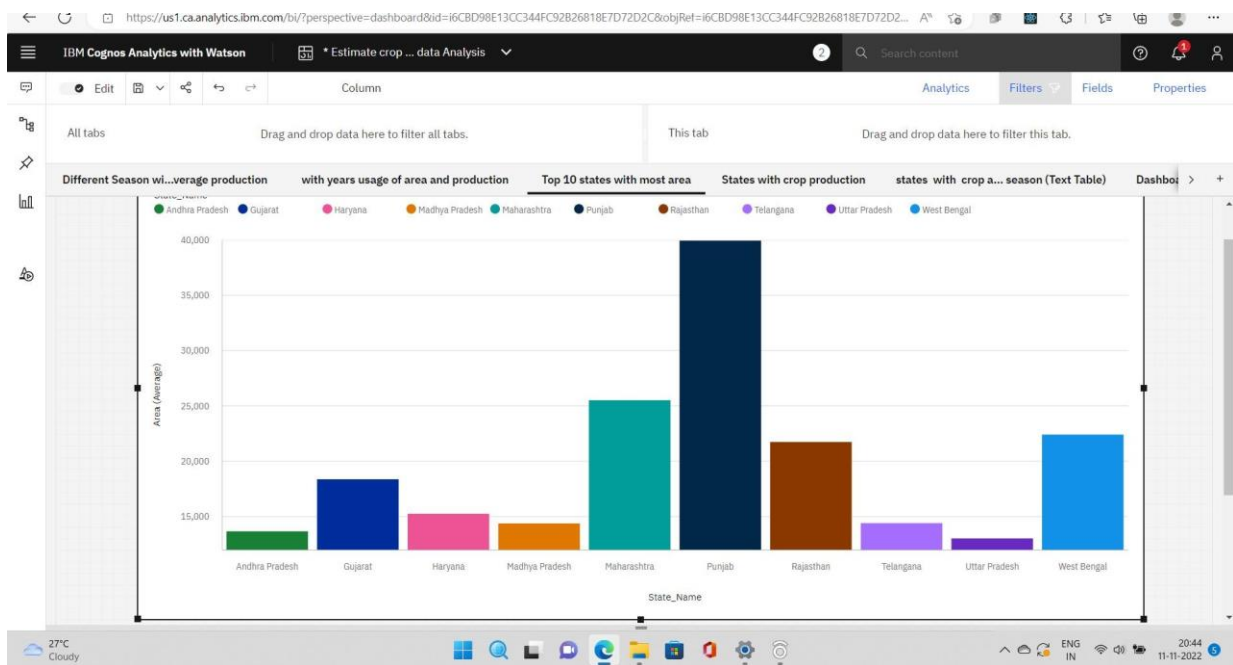 https://us1.ca.analytics.ibm.com/bi/?perspective=dashboard&id=i6CBD98E13CC344FC92B26818E7D72D2C&objRef=i6CBD98E13CC344FC92B26818E7D72D2...
IBM Cognos Analytics with Watson * Estimate crop ... data Analysis 2 Search content 1
Edit Column Analytics Filters Fields Properties
All tabs Drag and drop data here to filter all tabs. This tab Drag and drop data here to filter this tab.
Different Season wi...verage production with years usage of area and production Top 10 states with most area States with crop production states with crop a... season (Text Table) Dashboa
State_Name
Andhra Pradesh Gujarat Haryana Madhya Pradesh Maharashtra Punjab Rajasthan Telangana Uttar Pradesh West Bengal
40,000
35,000
30,000
25,000
20,000
15,000
Area (Average)
Andhra Pradesh Gujarat Haryana Madhya Pradesh Maharashtra Punjab Rajasthan Telangana Uttar Pradesh West Bengal
State_Name
27°C
Cloudy
ENG
IN
20:44
11-11-2022
5